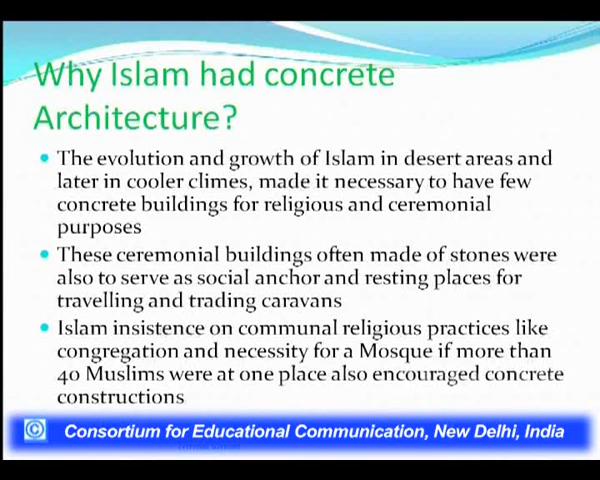 Why Islam had concrete
Architecture?
The evolution and growth of Islam in desert areas and
later in cooler climes, made it necessary to have few
concrete buildings for religious and ceremonial
purposes
These ceremonial buildings often made of stones were
also to serve as social anchor and resting places for
travelling and trading caravans
Islam insistence on communal religious practices like
congregation and necessity for a Mosque if more than
40 Muslims were at one place also encouraged concrete
constructions
© Consortium for Educational Communication, New Delhi, India